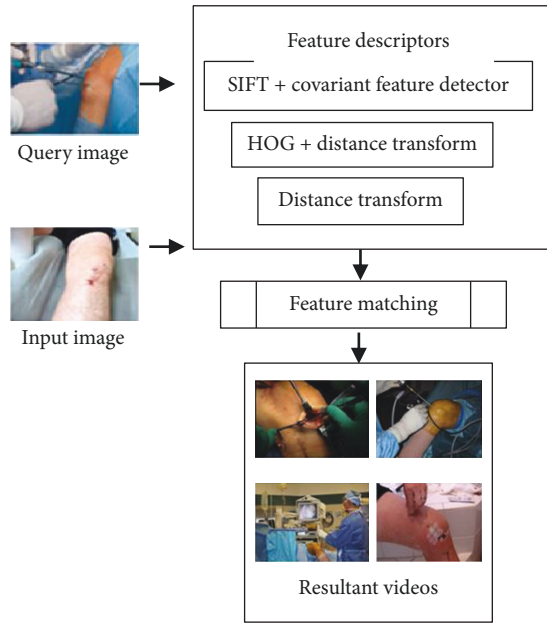 Feature descriptors
SIFT + covariant feature detector
Query image
HOG + distance transform
Distance transform
Input image
Feature matching
Resultant videos